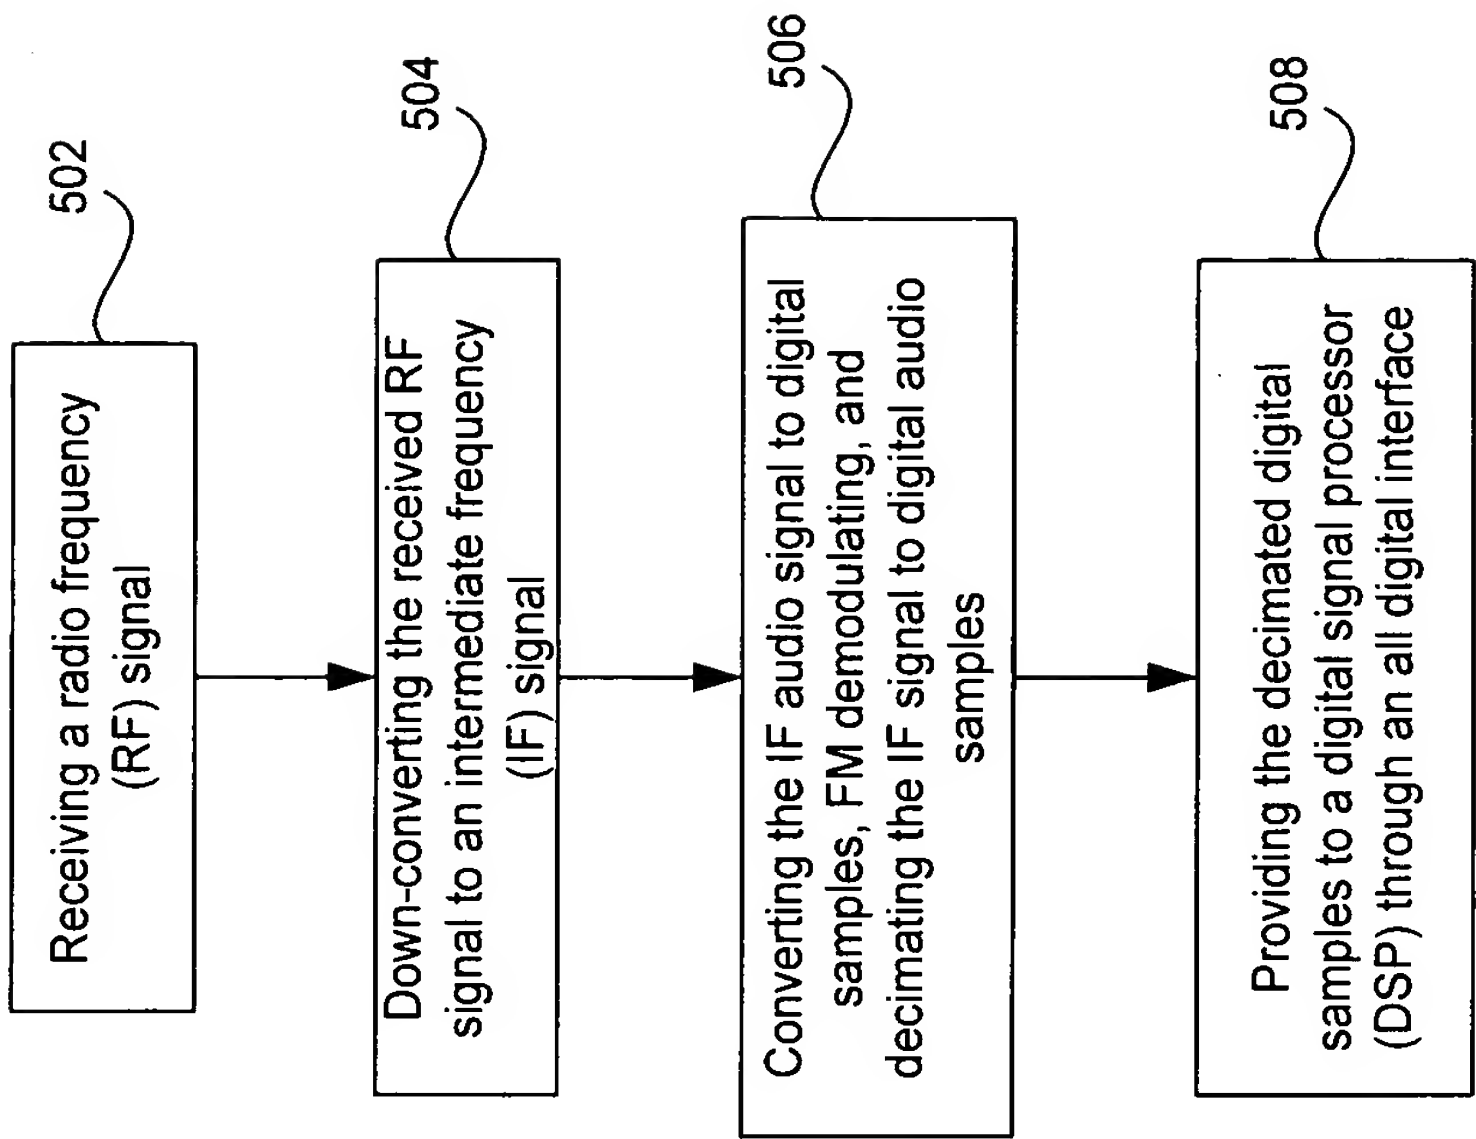 502
Receiving a radio frequency
(RF) signal
504
Down-converting the received RF
signal to an intermediate frequency
(IF) signal
506
Converting the IF audio signal to digital
samples, FM demodulating, and
decimating the IF signal to digital audio
samples
508
Providing the decimated digital
samples to a digital signal processor
(DSP) through an all digital interface